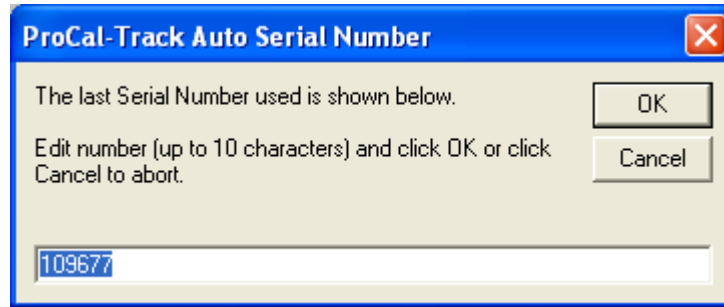 ProCal-Track Auto Serial Number
The last Serial Number used is shown below.
OK
Edit number (up to 10 characters) and click OK or click
Cancel to abort.
Cancel
109677